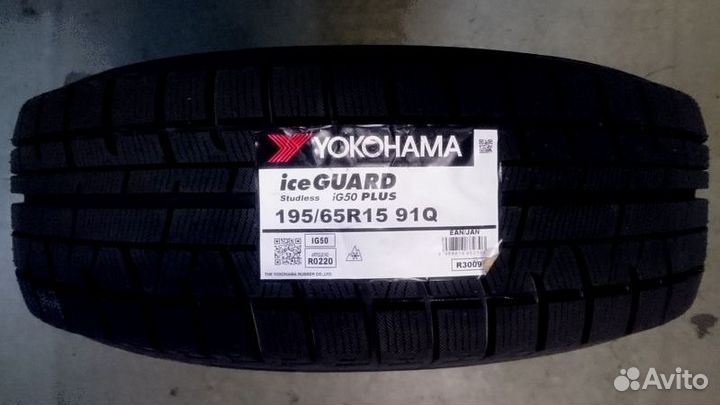 YOKOHAMA
iceGUARD
Studless iG50 PLUS
195/65R15 91Q
EAN/JAN
IG50
R0220
R3009
THE YOKOHAMA RUBBER CO.,LTD.
Avito